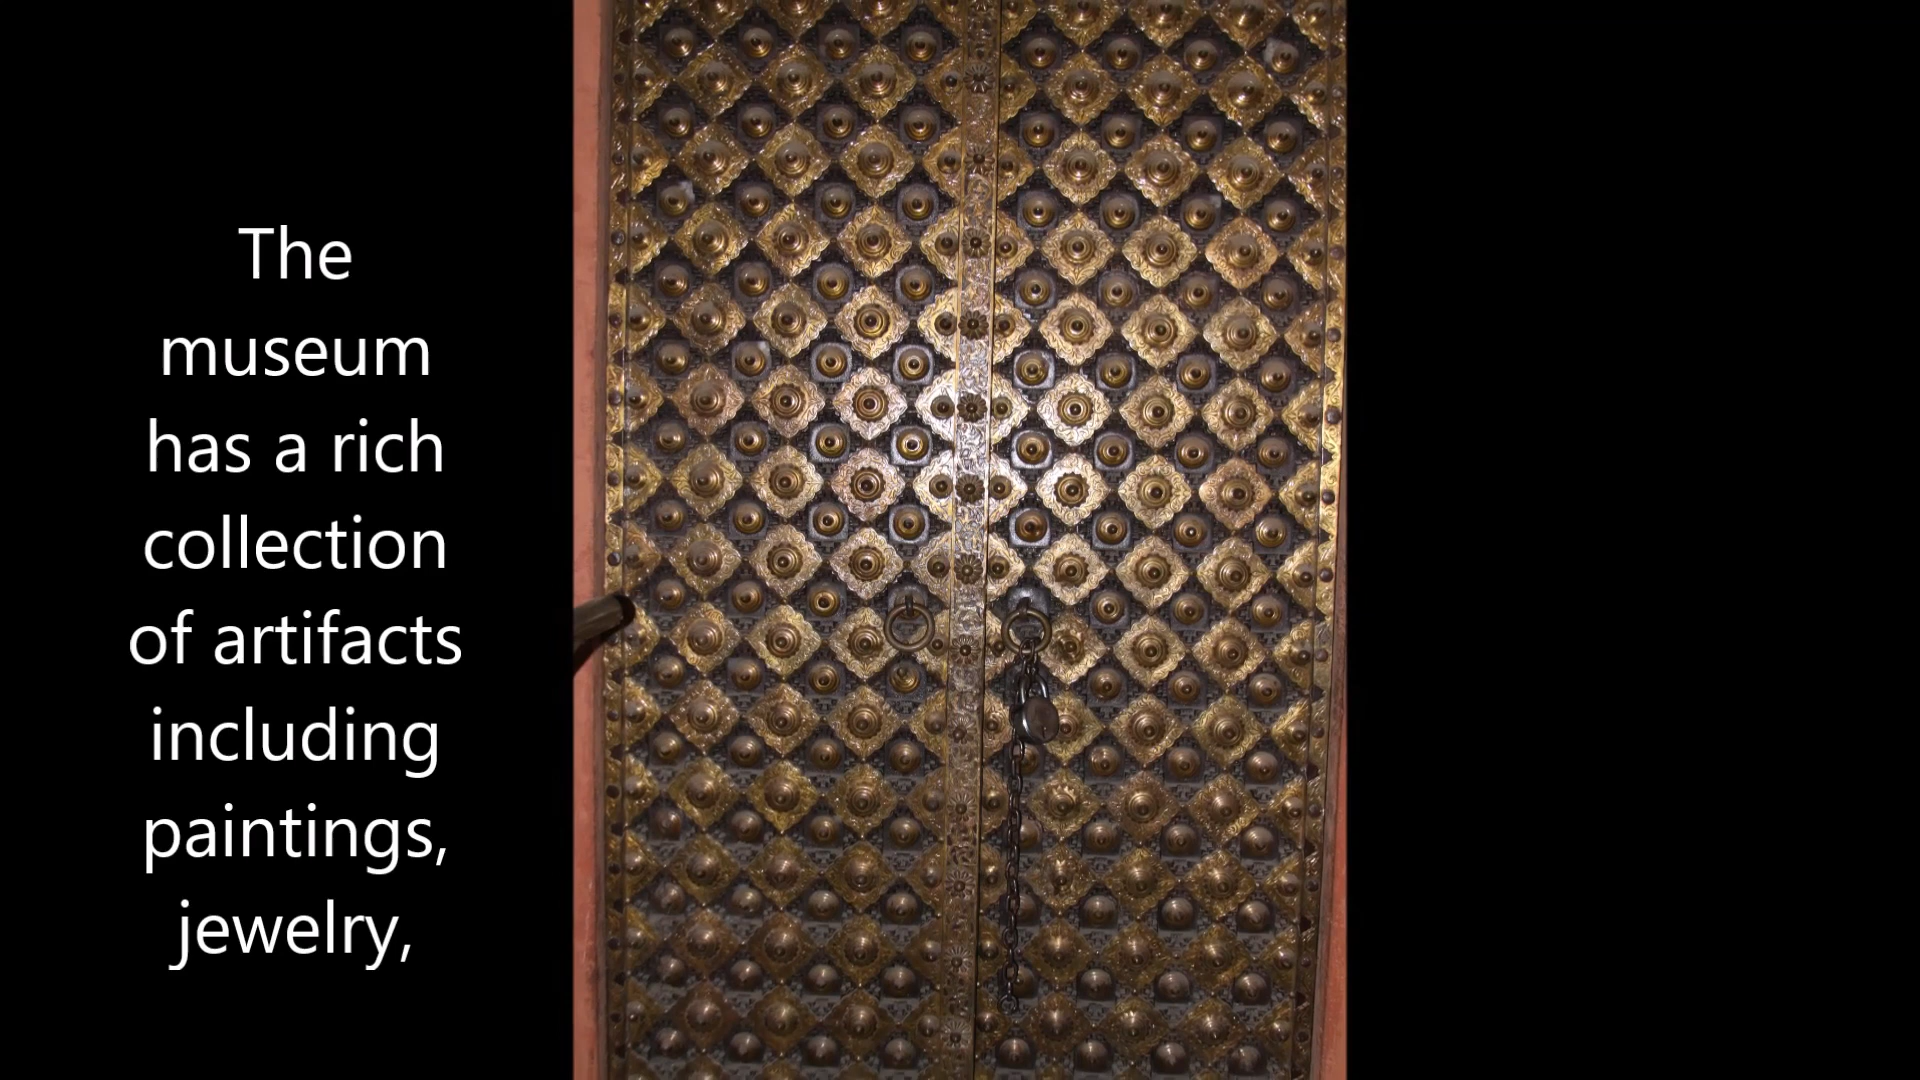 The
museum
has a rich
collection
of artifacts
including
paintings,
jewelry,